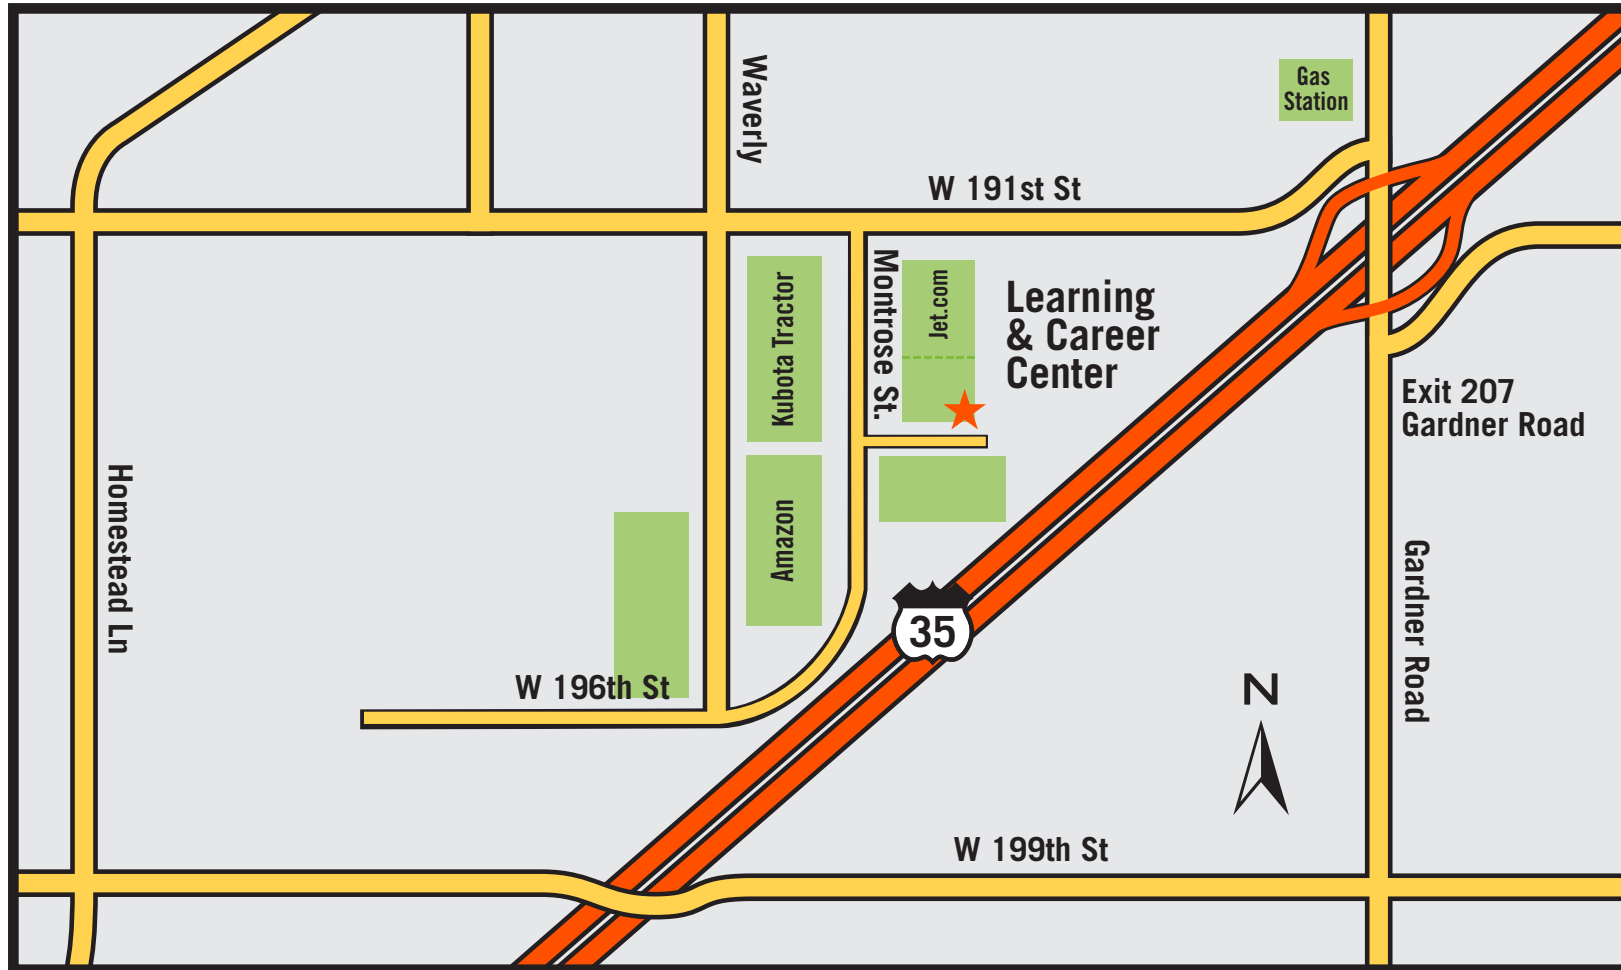 Gas
Station
Waverly
W 191st St
Montrose St.
Kubota Tractor
Jet.com
Learning
& Career
Center
Exit 207
Gardner Road
Homestead Ln
Amazon
Gardner Road
35
W 196th St
N
W 199th St